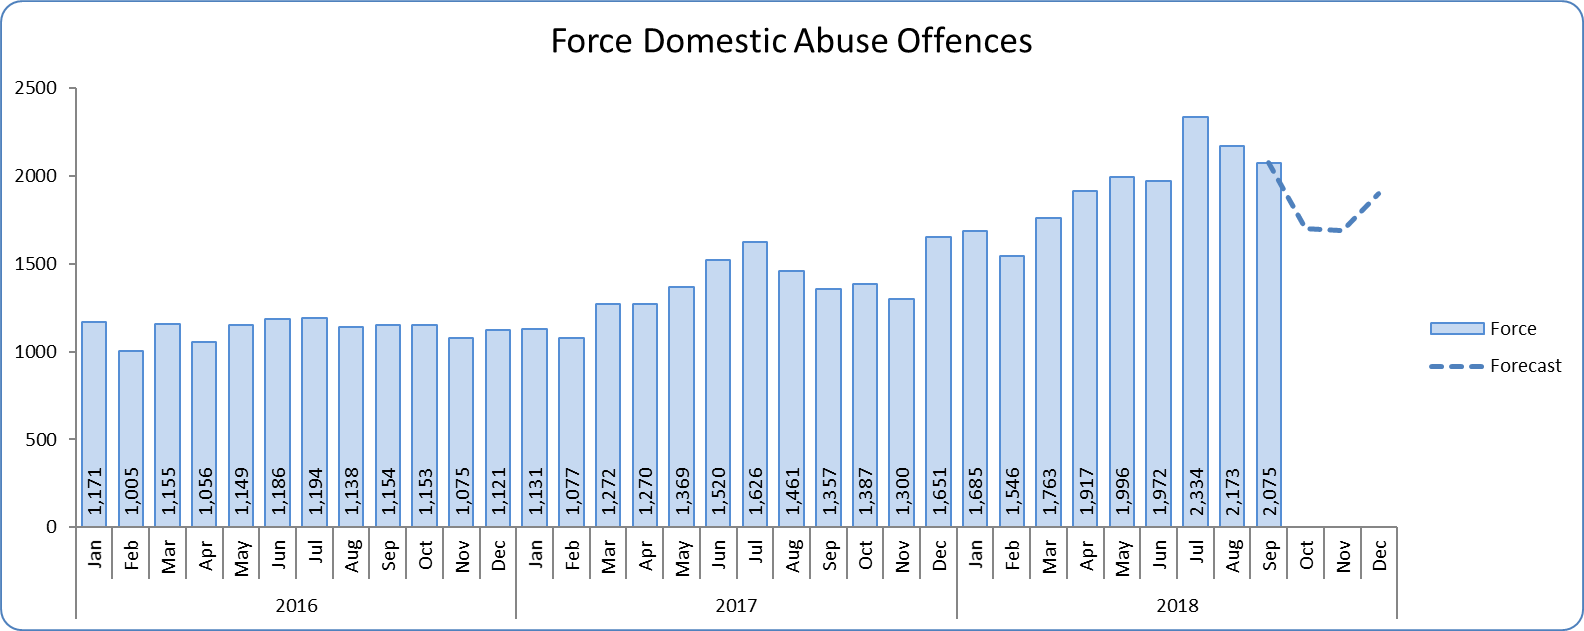 Force Domestic Abuse Offences
2500
2000
1500
1000
500
0
1,171
1,005
1,155
1,056
1,149
1,186
1,194
1,138
1,154
1,153
1,075
1,121
1,131
1,077
1,272
1,270
1,369
1,520
1,626
1,461
1,357
1,387
1,300
1,651
1,685
1,546
1,763
1,917
1,996
1,972
2,334
2,173
2,075
Jan
Feb
Mar
Apr
May
Jun
Jul
Aug
Sep
Oct
Nov
Dec
Jan
Feb
Mar
Apr
May
Jun
Jul
Aug
Sep
Oct
Nov
Dec
Jan
Feb
Mar
Apr
May
Jun
Jul
Aug
Sep
Oct
Nov
Dec
2016
2017
2018
Force
Forecast